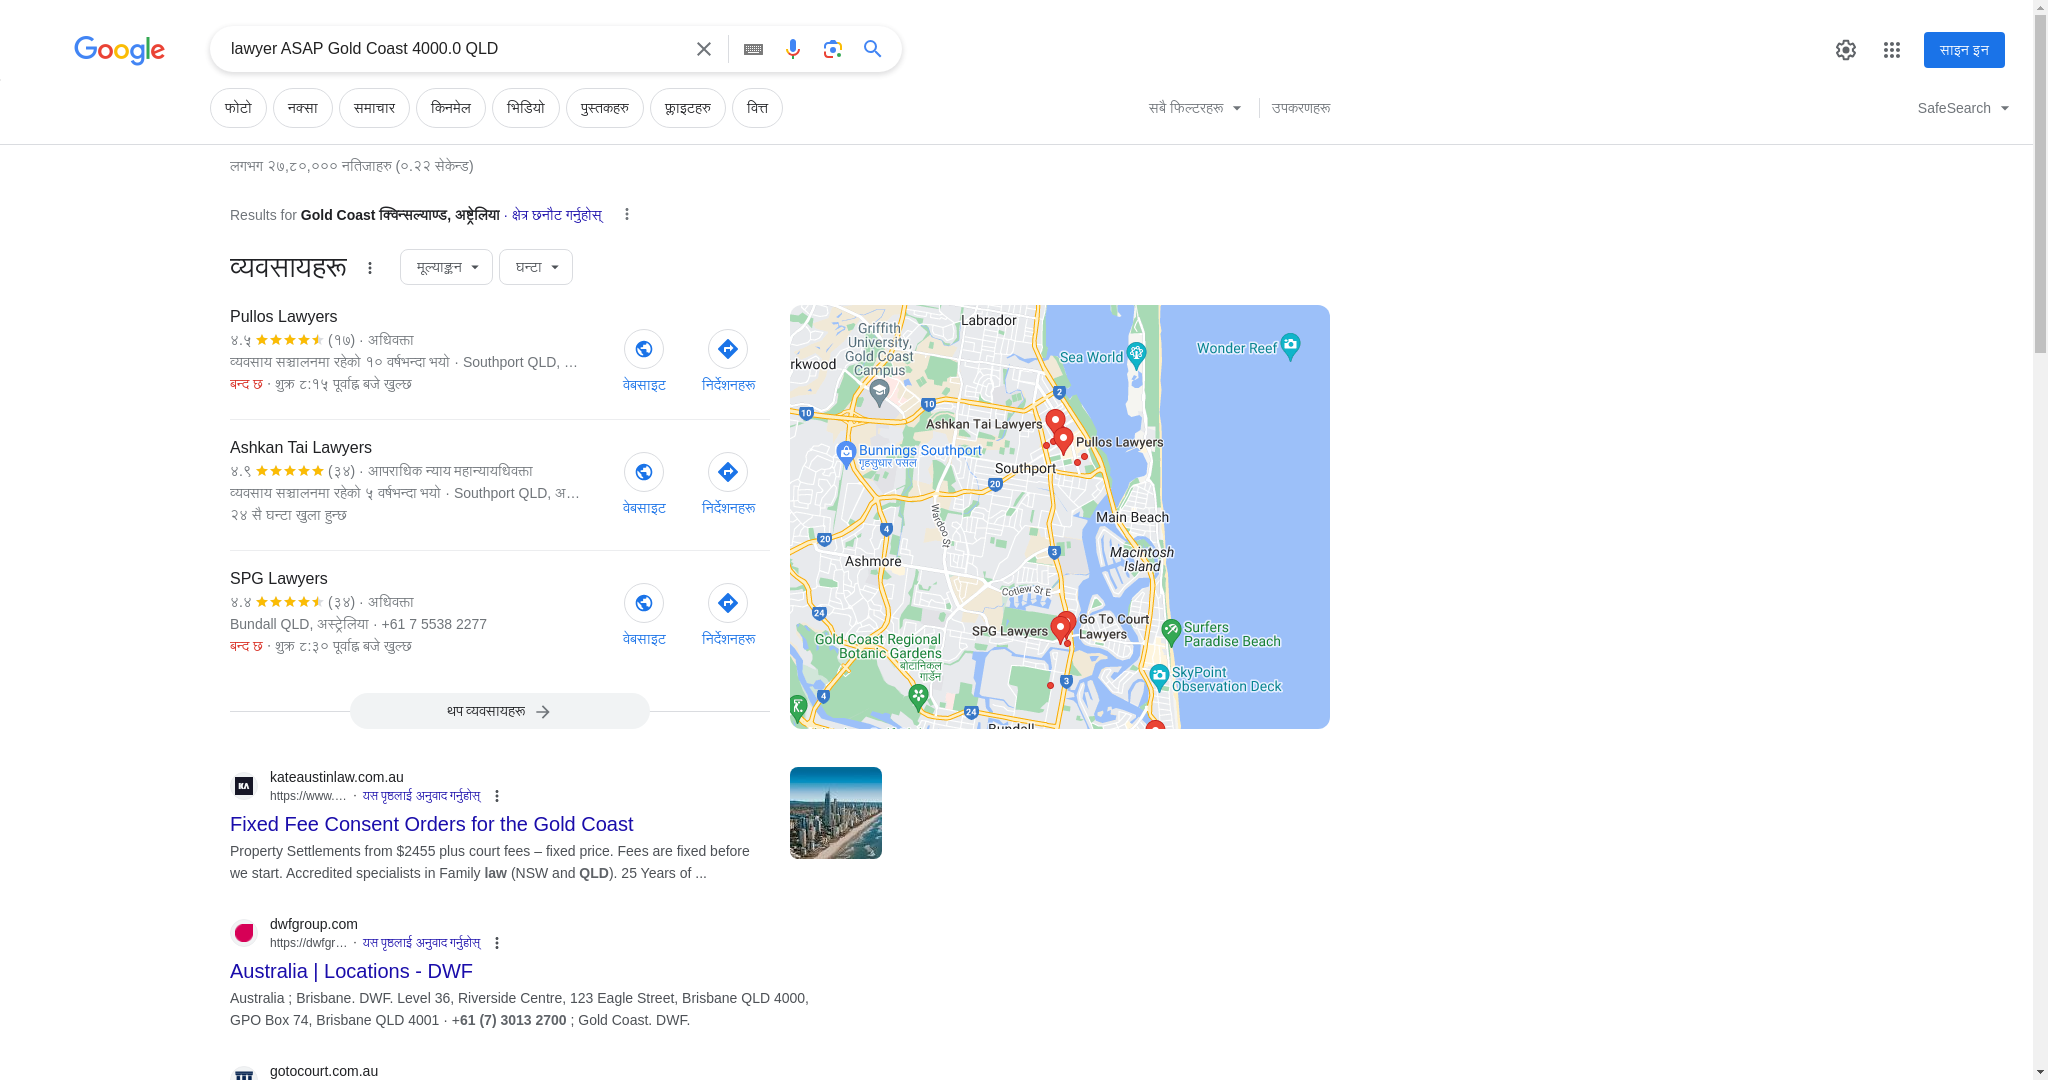 Google
lawyer ASAP Gold Coast 4000.0 QLD
साइन इन
फोटो
नक्सा
समाचार
किनमेल
भिडियो
पुस्तकहरु
फ्लाइटहरु
वित्त
सबै फिल्टरहरू
उपकरणहरू
SafeSearch
लगभग २७,८०,००० नतिजाहरु (०.२२ सेकेन्ड)
Results for Gold Coast क्विन्सल्याण्ड, अष्ट्रेलिया · क्षेत्र छनौट गर्नुहोस्
व्यवसायहरू
मूल्याङ्कन
घन्टा
Pullos Lawyers
४.५ (१७) · अधिवक्ता
व्यवसाय सञ्चालनमा रहेको १० वर्षभन्दा भयो · Southport QLD, ...
बन्द छ · शुक्र ८:१५ पूर्वाह्न बजे खुल्छ
वेबसाइट
निर्देशनहरू
Ashkan Tai Lawyers
४.९ (३४) · आपराधिक न्याय महान्यायधिवक्ता
व्यवसाय सञ्चालनमा रहेको ५ वर्षभन्दा भयो · Southport QLD, अ...
२४ सै घन्टा खुला हुन्छ
वेबसाइट
निर्देशनहरू
SPG Lawyers
४.४ (३४) · अधिवक्ता
Bundall QLD, अस्ट्रेलिया · +61 7 5538 2277
बन्द छ · शुक्र ८:३० पूर्वाह्न बजे खुल्छ
वेबसाइट
निर्देशनहरू
थप व्यवसायहरू
Labrador
Griffith
University,
Gold Coast
Campus
Sea World
Wonder Reef
rkwood
2
10
10
Ashkan Tai Lawyers
Pullos Lawyers
Bunnings Southport
गृहसुधार पसल
Southport
20
Wardoo St
Main Beach
4
20
3
Macintosh
Island
Ashmore
Cotlew St E
24
SPG Lawyers
Go To Court
Lawyers
Surfers
Paradise Beach
Gold Coast Regional
Botanic Gardens
बोटानिकल
गार्डेन
SkyPoint
Observation Deck
3
4
24
Bundall
kateaustinlaw.com.au
https://www.... · यस पृष्ठलाई अनुवाद गर्नुहोस्
Fixed Fee Consent Orders for the Gold Coast
Property Settlements from $2455 plus court fees – fixed price. Fees are fixed before
we start. Accredited specialists in Family law (NSW and QLD). 25 Years of ...
dwfgroup.com
https://dwfgr... · यस पृष्ठलाई अनुवाद गर्नुहोस्
Australia | Locations - DWF
Australia ; Brisbane. DWF. Level 36, Riverside Centre, 123 Eagle Street, Brisbane QLD 4000,
GPO Box 74, Brisbane QLD 4001 · +61 (7) 3013 2700 ; Gold Coast. DWF.
gotocourt.com.au